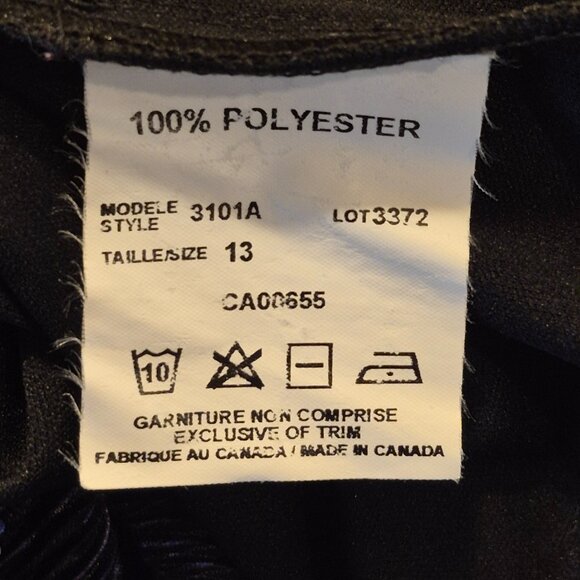 100% POLYESTER
MODELE STYLE 3101A LOT3372
TAILLE/SIZE 13
CA00655
10
GARNITURE NON COMPRISE
EXCLUSIVE OF TRIM
FABRIQUE AU CANADA / MADE IN CANADA